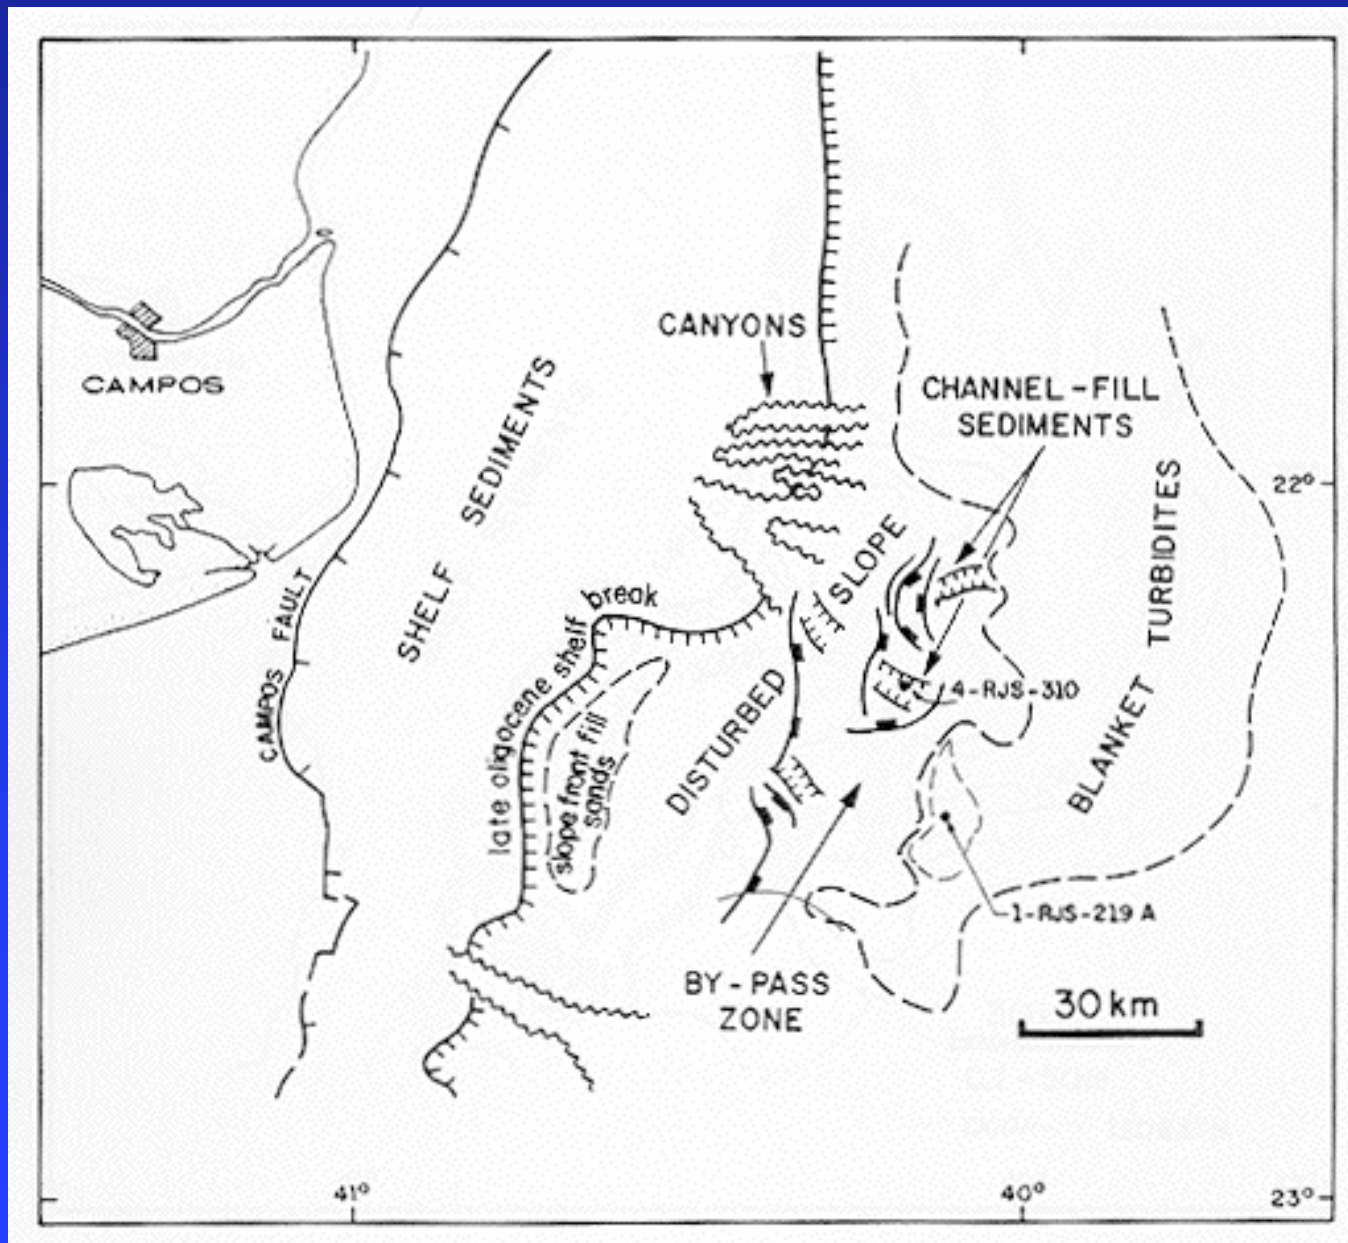 CANYONS
CAMPOS
CHANNEL-FILL
SEDIMENTS
22°
SHELF SEDIMENTS
SLOPE
BLANKET TURBIDITES
CAMPOS FAULT
late oligocene shelf break
slope front fill
sands
DISTURBED
4-RJS-310
1-RJS-219 A
BY-PASS
ZONE
30 km
41°
40°
23°